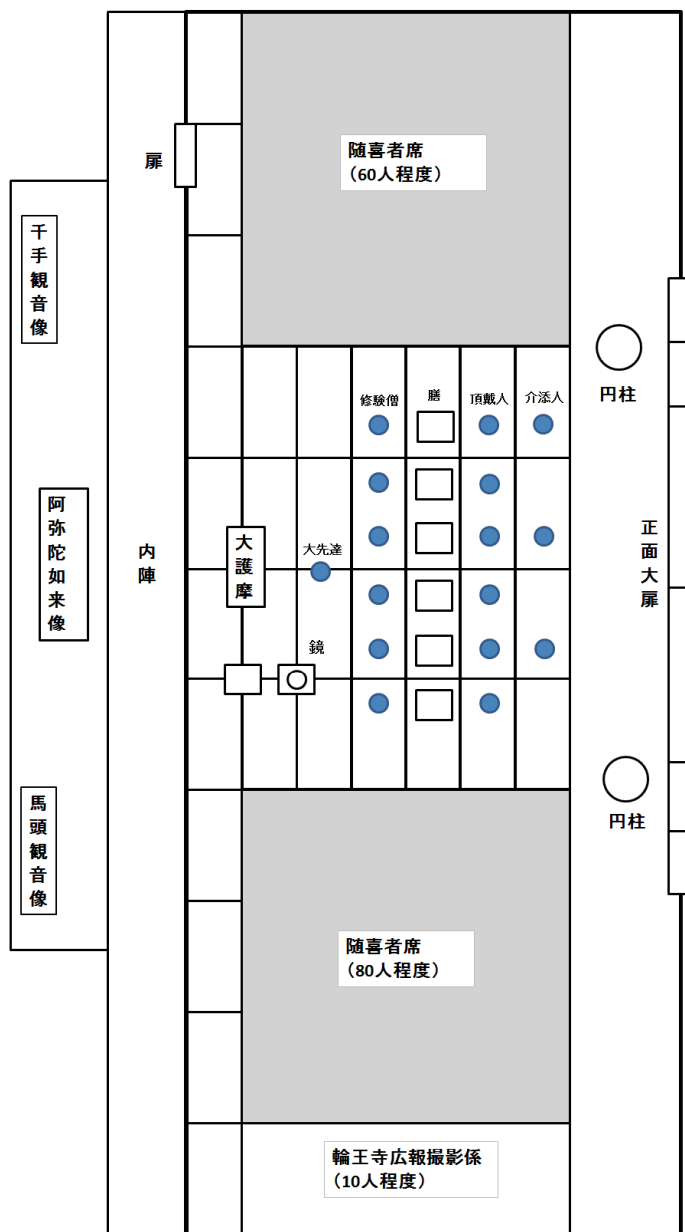 随喜者席
(60人程度)
扉
千手観音像
円柱
修験僧
膳
頂戴人
介添人
阿弥陀如来像
内陣
大護摩
大先達
正面大扉
鏡
馬頭観音像
円柱
随喜者席
(80人程度)
輪王寺広報撮影係
(10人程度)